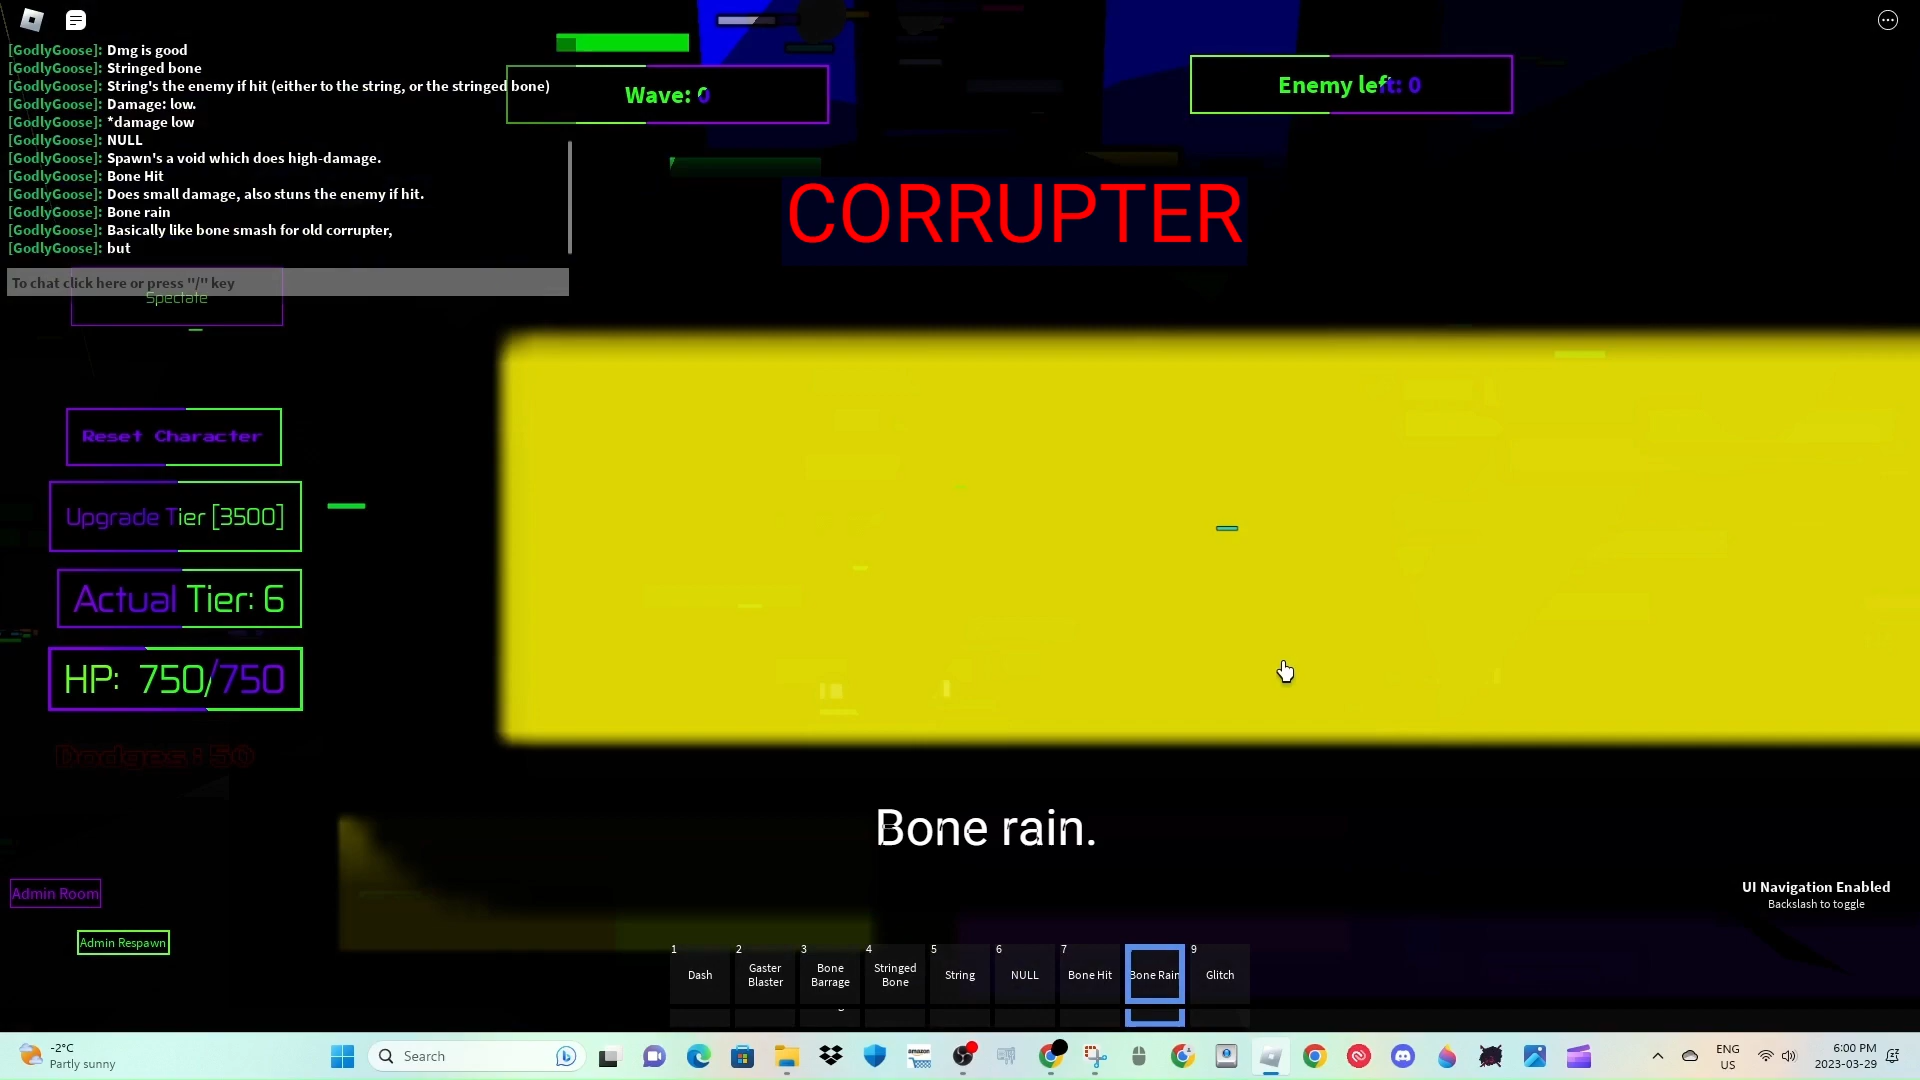 [GodlyGoose]: Dmg is good
[GodlyGoose]: Stringed bone
[GodlyGoose]: String's the enemy if hit (either to the string, or the stringed bone)
[GodlyGoose]: Damage: low.
[GodlyGoose]: *damage low
[GodlyGoose]: NULL
[GodlyGoose]: Spawn's a void which does high-damage.
[GodlyGoose]: Bone Hit
[GodlyGoose]: Does small damage, also stuns the enemy if hit.
[GodlyGoose]: Bone rain
[GodlyGoose]: Basically like bone smash for old corrupter,
[GodlyGoose]: but
To chat click here or press "/" key
Spectate
Wave: 0
Enemy left: 0
CORRUPTER
Reset Character
Upgrade Tier [3500]
Actual Tier: 6
HP: 750/750
Dodges: 50
Bone rain.
Admin Room
Admin Respawn
UI Navigation Enabled
Backslash to toggle
1 2 3 4 5 6 7 9
Dash
Gaster Blaster
Bone Barrage
Stringed Bone
String
NULL
Bone Hit
Bone Rain
Glitch
-2°C
Partly sunny
Search
amazon
ENG
US
6:00 PM
2023-03-29